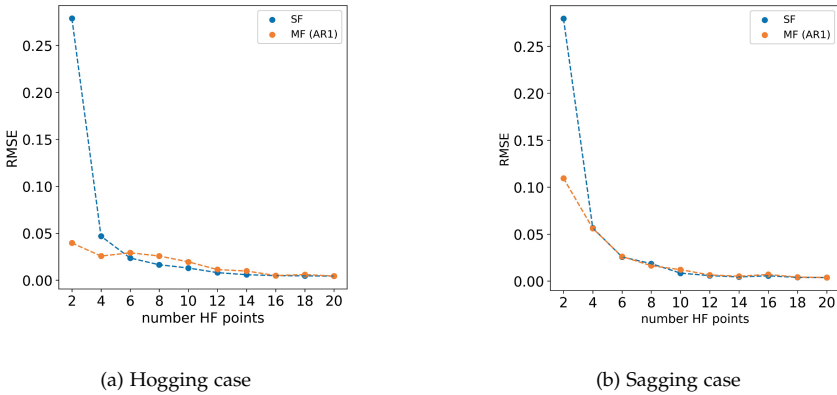 RMSE
0.25
0.20
0.15
0.10
0.05
0.00
2 4 6 8 10 12 14 16 18 20
number HF points
SF
MF (AR1)
(a) Hogging case
RMSE
0.25
0.20
0.15
0.10
0.05
0.00
2 4 6 8 10 12 14 16 18 20
number HF points
SF
MF (AR1)
(b) Sagging case